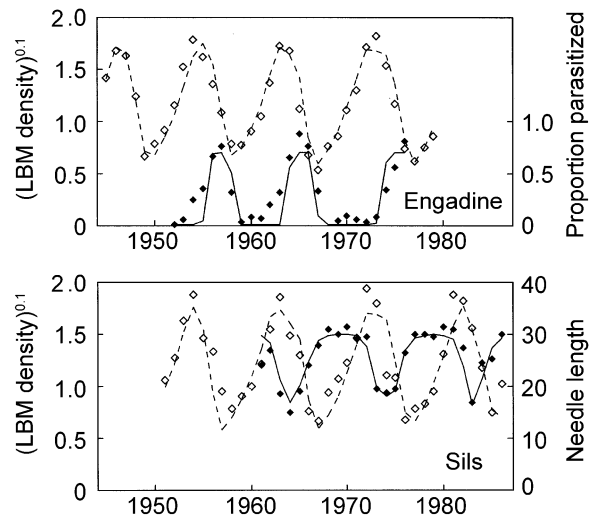 (LBM density)0.1
2.0
1.5
1.0
0.5
0
1.0
0.5
0
Proportion parasitized
Engadine
1950 1960 1970 1980
(LBM density)0.1
2.0
1.5
1.0
0.5
0
40
30
20
10
0
Needle length
Sils
1950 1960 1970 1980